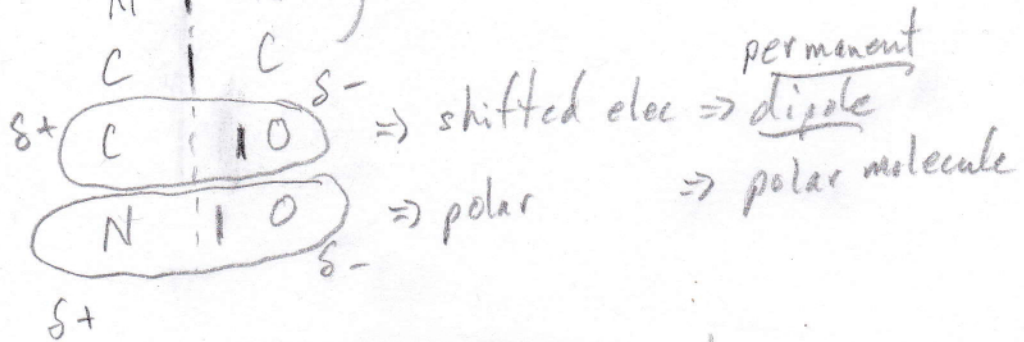 C | C
permanent
δ+ C | O δ- => shifted elec => dipole
N | O δ- => polar => polar molecule
δ+